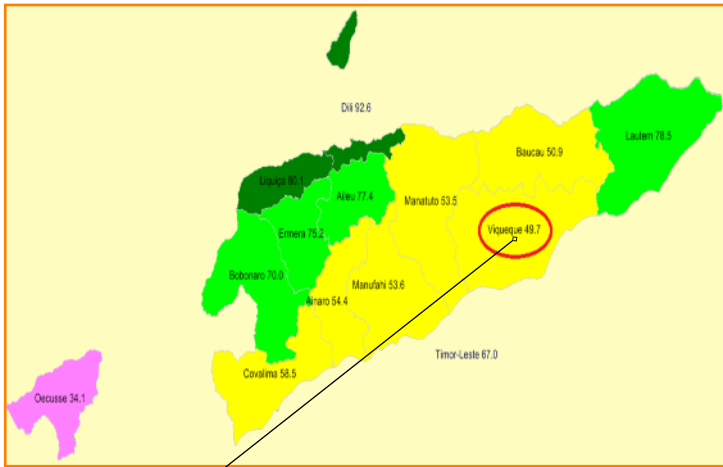 Dili 92.6
Lautem 78.5
Baucau 50.9
Liquiça 80.1
Aileu 77.4
Manatuto 53.5
Ermera 75.2
Viqueque 49.7
Bobonaro 70.0
Manufahi 53.6
Ainaro 54.4
Timor-Leste 67.0
Covalima 58.5
Oecusse 34.1